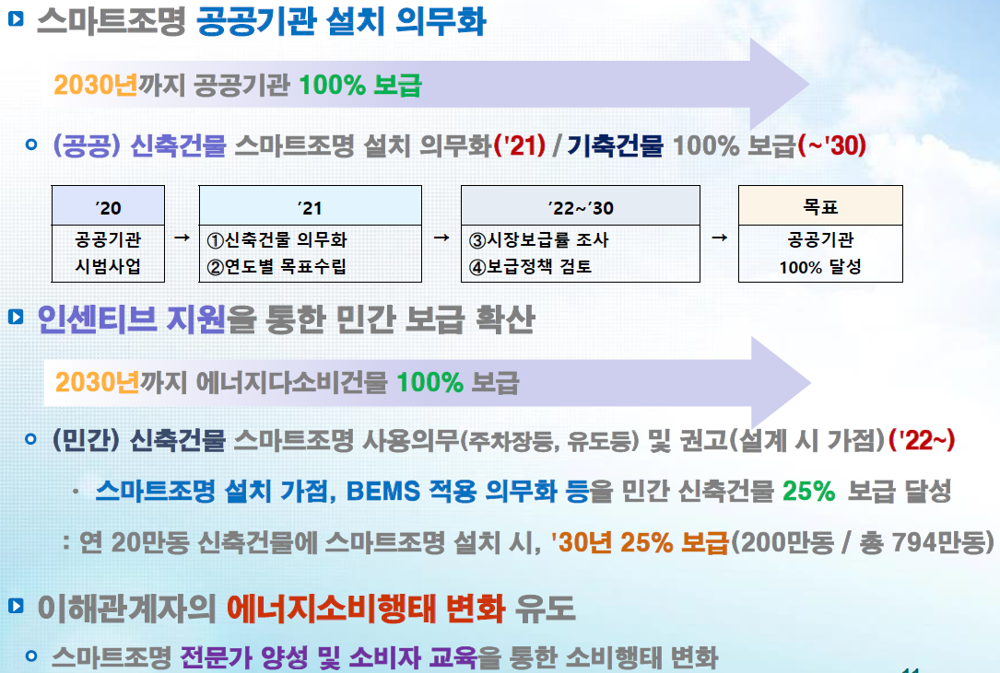 스마트조명 공공기관 설치 의무화
2030년까지 공공기관 100% 보급
(공공) 신축건물 스마트조명 설치 의무화('21) / 기축건물 100% 보급(~'30)
'20
공공기관
시범사업
→
'21
①신축건물 의무화
②연도별 목표수립
→
'22~'30
③시장보급률 조사
④보급정책 검토
→
목표
공공기관
100% 달성
인센티브 지원을 통한 민간 보급 확산
2030년까지 에너지다소비건물 100% 보급
(민간) 신축건물 스마트조명 사용의무(주차장등, 유도등) 및 권고(설계 시 가점)('22~)
· 스마트조명 설치 가점, BEMS 적용 의무화 등을 민간 신축건물 25% 보급 달성
: 연 20만동 신축건물에 스마트조명 설치 시, '30년 25% 보급(200만동 / 총 794만동)
이해관계자의 에너지소비행태 변화 유도
스마트조명 전문가 양성 및 소비자 교육을 통한 소비행태 변화